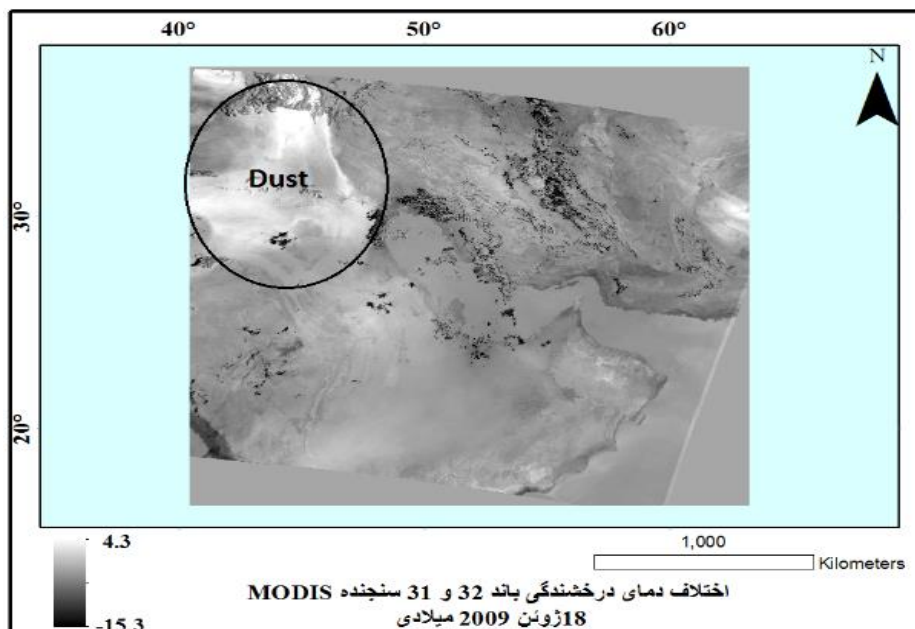 40° 50° 60°
N
Dust
30°
20°
4.3
-15.3
1,000
Kilometers
اختلاف دمای درخشندگی باند 32 و 31 سنجنده MODIS
18ژوئن 2009 میلادی